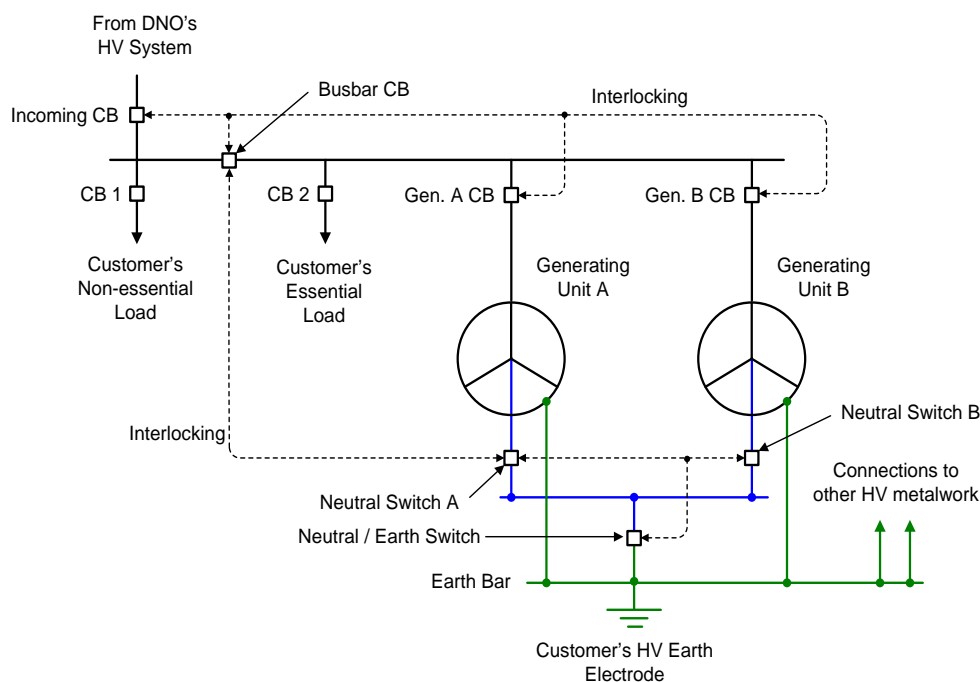 From DNO's
HV System
Busbar CB
Interlocking
Incoming CB
CB 1
CB 2
Gen. A CB
Gen. B CB
Customer's
Non-essential
Load
Customer's
Essential
Load
Generating
Unit A
Generating
Unit B
Neutral Switch B
Interlocking
Connections to
other HV metalwork
Neutral Switch A
Neutral / Earth Switch
Earth Bar
Customer's HV Earth
Electrode